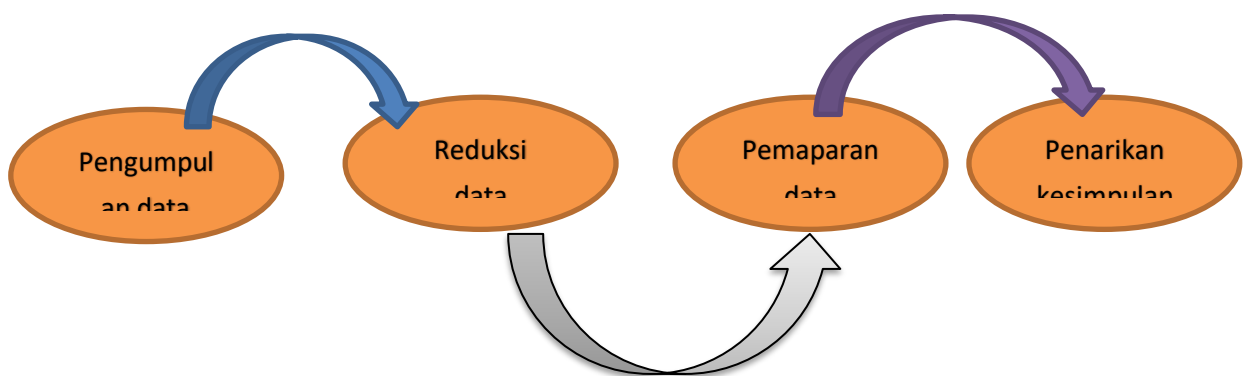 Pengumpul
an data
Reduksi
data
Pemaparan
data
Penarikan
kesimpulan